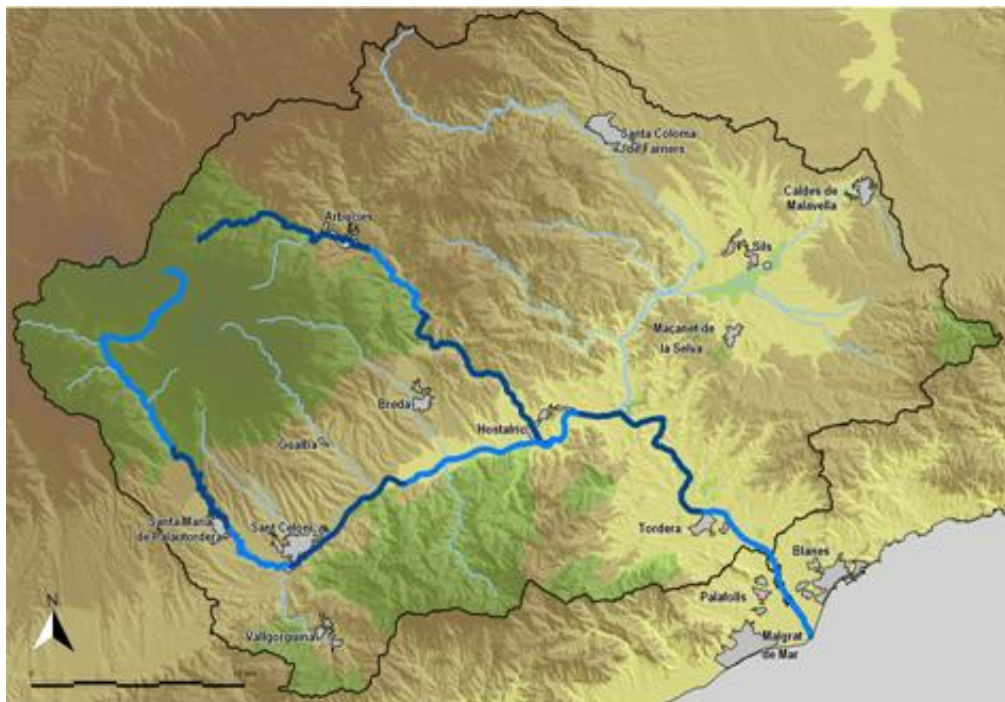 Santa Coloma
de Farners
Caldes de
Malavella
Arbúcies
Sils
Maçanet de
la Selva
Breda
Hostalric
Gualba
Santa Maria
de Palautordera
Sant Celoni
Tordera
Blanes
Palafolls
N
Vallgorguina
Malgrat
de Mar
0